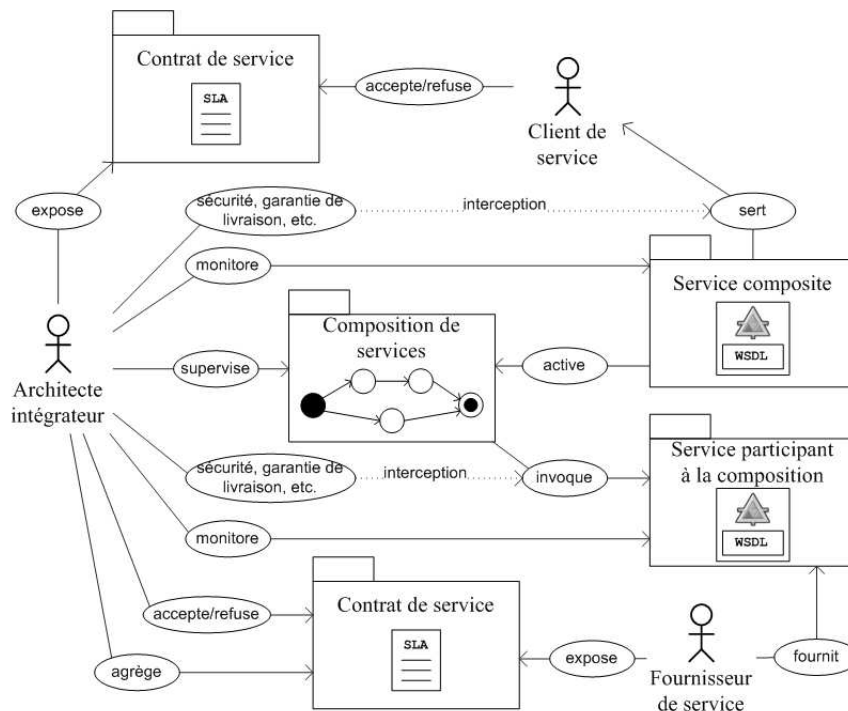 Contrat de service
SLA
accepte/refuse
Client de
service
expose
sécurité, garantie de
livraison, etc.
interception
sert
monitore
Service composite
WSDL
Composition de
services
supervise
active
Architecte
intégrateur
Service participant
à la composition
WSDL
sécurité, garantie de
livraison, etc.
interception
invoque
monitore
Contrat de service
SLA
accepte/refuse
agrège
expose
fournit
Fournisseur
de service